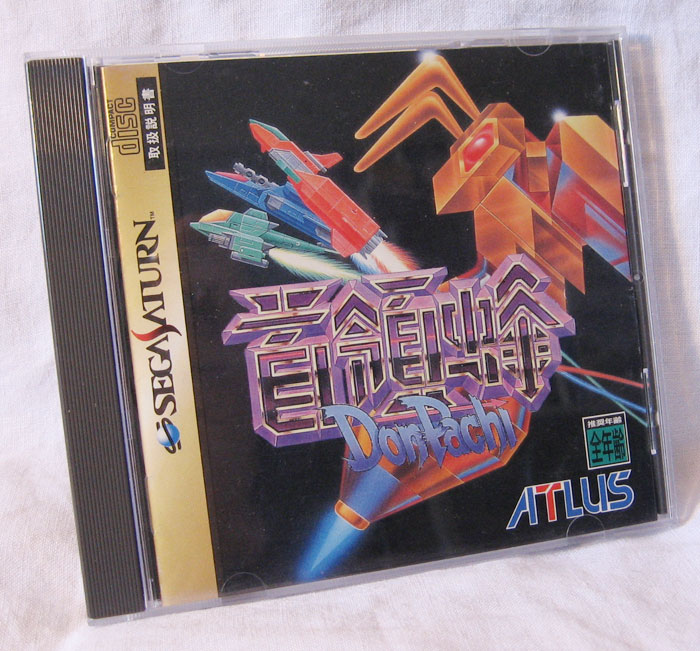 COMPACT
disc
取扱説明書
SEGA SATURN™
首領蜂
DonPachi
推奨年齢
全年齢
ATLUS